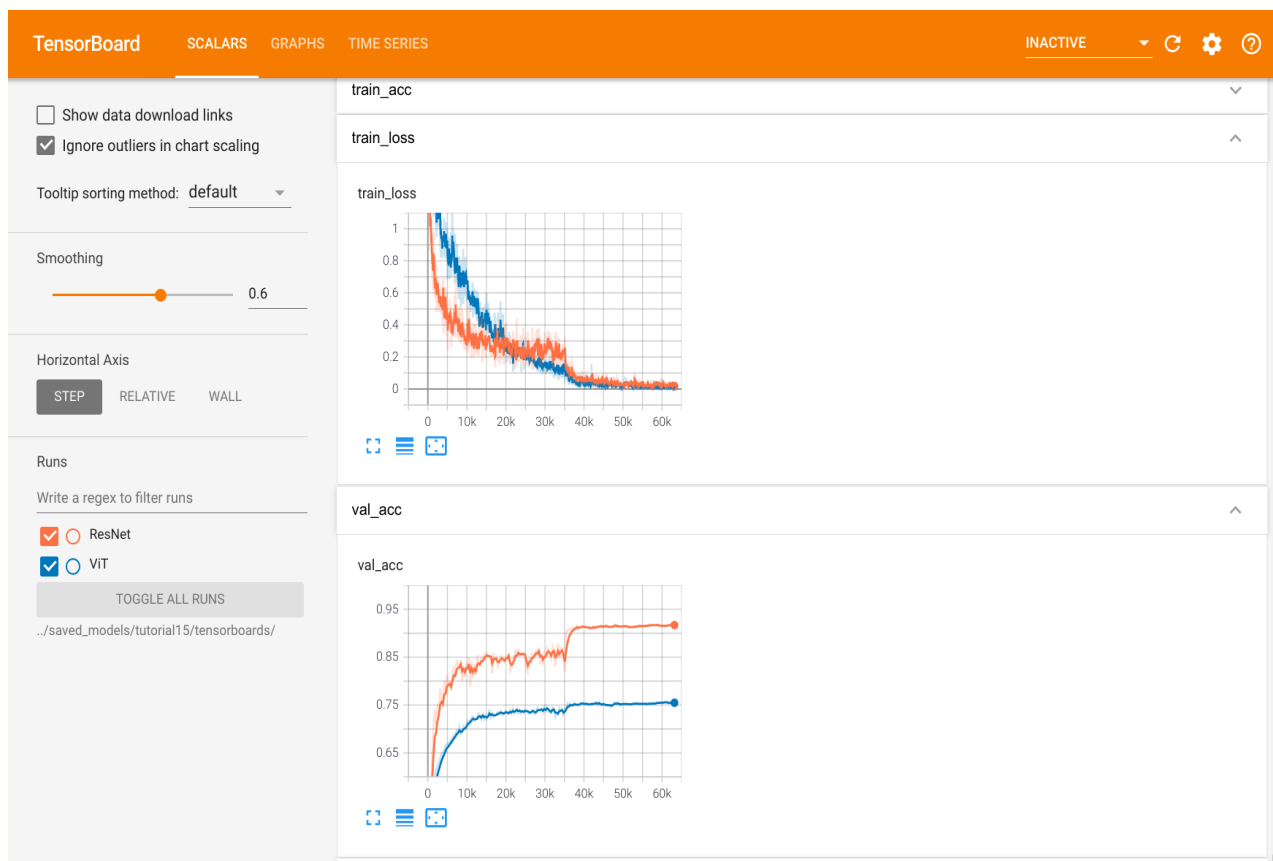 TensorBoard SCALARS GRAPHS TIME SERIES INACTIVE
Show data download links
Ignore outliers in chart scaling
Tooltip sorting method: default
Smoothing
0.6
Horizontal Axis
STEP RELATIVE WALL
Runs
Write a regex to filter runs
ResNet
ViT
TOGGLE ALL RUNS
../saved_models/tutorial15/tensorboards/
train_acc
train_loss
train_loss
1
0.8
0.6
0.4
0.2
0
0 10k 20k 30k 40k 50k 60k
val_acc
val_acc
0.95
0.85
0.75
0.65
0 10k 20k 30k 40k 50k 60k